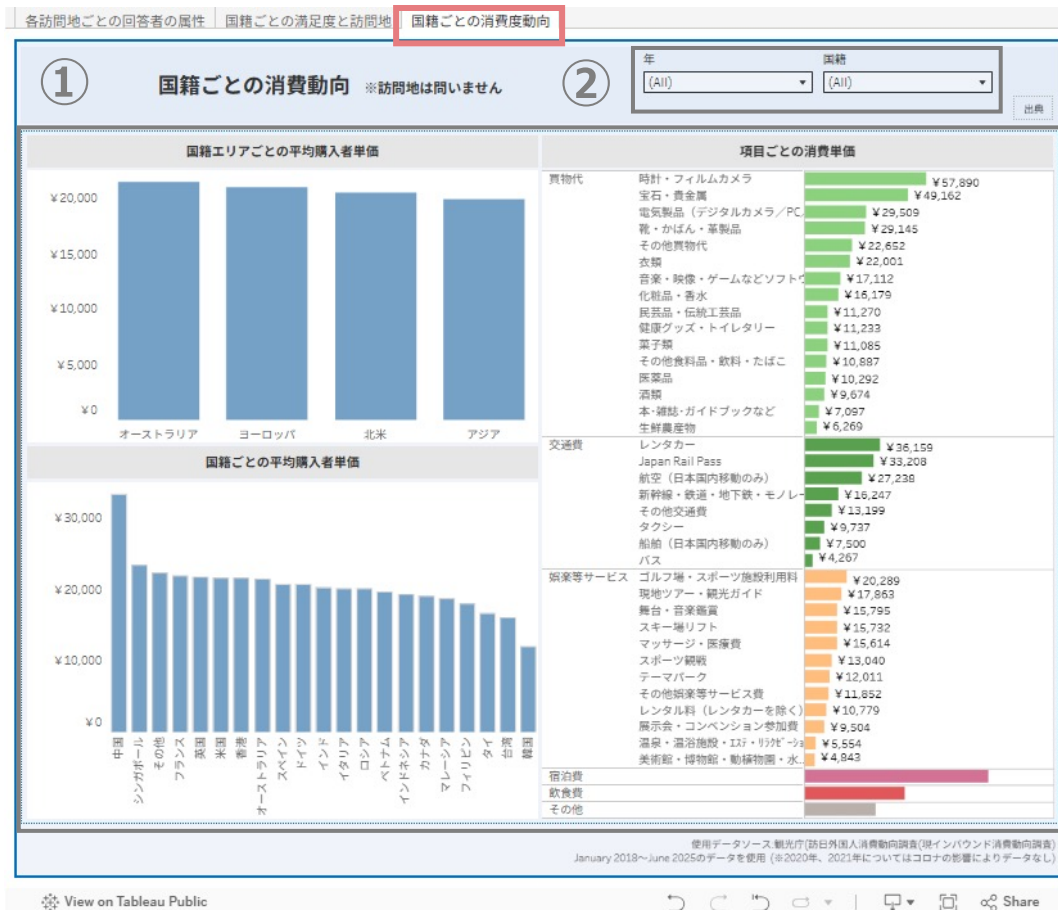 各訪問地ごとの回答者の属性
国籍ごとの満足度と訪問地
国籍ごとの消費度動向
①
国籍ごとの消費動向 ※訪問地は問いません
②
年
国籍
(All)
(All)
出典
国籍エリアごとの平均購入者単価
¥20,000
¥15,000
¥10,000
¥5,000
¥0
オーストラリア
ヨーロッパ
北米
アジア
国籍ごとの平均購入者単価
¥30,000
¥20,000
¥10,000
¥0
中国
シンガポール
その他
フランス
英国
米国
香港
オーストラリア
スペイン
ドイツ
インド
イタリア
ロシア
ベトナム
インドネシア
カナダ
マレーシア
フィリピン
タイ
台湾
韓国
項目ごとの消費単価
買物代
時計・フィルムカメラ ¥57,890
宝石・貴金属 ¥49,162
電気製品（デジタルカメラ／PC ¥29,509
靴・かばん・革製品 ¥29,145
その他買物代 ¥22,652
衣類 ¥22,001
音楽・映像・ゲームなどソフトウ ¥17,112
化粧品・香水 ¥16,179
民芸品・伝統工芸品 ¥11,270
健康グッズ・トイレタリー ¥11,233
菓子類 ¥11,085
その他食料品・飲料・たばこ ¥10,887
医薬品 ¥10,292
酒類 ¥9,674
本・雑誌・ガイドブックなど ¥7,097
生鮮農産物 ¥6,269
交通費
レンタカー ¥36,159
Japan Rail Pass ¥33,208
航空（日本国内移動のみ） ¥27,238
新幹線・鉄道・地下鉄・モノレー ¥16,247
その他交通費 ¥13,199
タクシー ¥9,737
船舶（日本国内移動のみ） ¥7,500
バス ¥4,267
娯楽等サービス
ゴルフ場・スポーツ施設利用料 ¥20,289
現地ツアー・観光ガイド ¥17,863
舞台・音楽鑑賞 ¥15,795
スキー場リフト ¥15,732
マッサージ・医療費 ¥15,614
スポーツ観戦 ¥13,040
テーマパーク ¥12,011
その他娯楽等サービス費 ¥11,852
レンタル料（レンタカーを除く） ¥10,779
展示会・コンベンション参加費 ¥9,504
温泉・温浴施設・ｴｽﾃ・ﾘﾗｸｾﾞｰｼｮ ¥5,554
美術館・博物館・動植物園・水.. ¥4,843
宿泊費
飲食費
その他
使用データソース:観光庁(訪日外国人消費動向調査(現インバウンド消費動向調査)
January 2018～June 2025のデータを使用 (※2020年、2021年についてはコロナの影響によりデータなし)
View on Tableau Public
Share